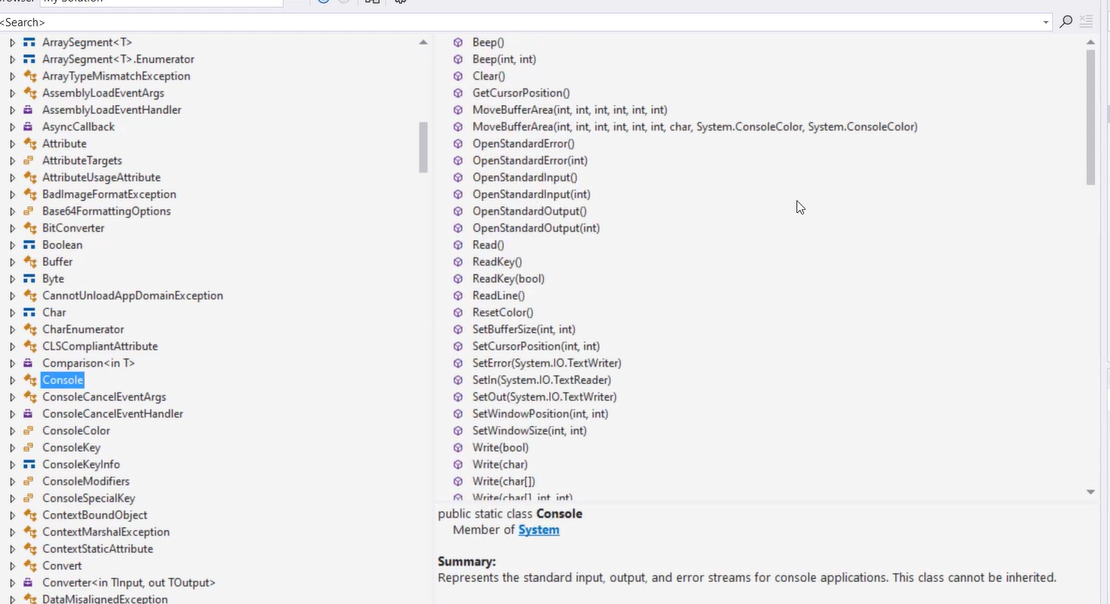 Browser My Solution
<Search>
ArraySegment<T>
ArraySegment<T>.Enumerator
ArrayTypeMismatchException
AssemblyLoadEventArgs
AssemblyLoadEventHandler
AsyncCallback
Attribute
AttributeTargets
AttributeUsageAttribute
BadImageFormatException
Base64FormattingOptions
BitConverter
Boolean
Buffer
Byte
CannotUnloadAppDomainException
Char
CharEnumerator
CLSCompliantAttribute
Comparison<in T>
Console
ConsoleCancelEventArgs
ConsoleCancelEventHandler
ConsoleColor
ConsoleKey
ConsoleKeyInfo
ConsoleModifiers
ConsoleSpecialKey
ContextBoundObject
ContextMarshalException
ContextStaticAttribute
Convert
Converter<in TInput, out TOutput>
DataMisalignedException
Beep()
Beep(int, int)
Clear()
GetCursorPosition()
MoveBufferArea(int, int, int, int, int, int)
MoveBufferArea(int, int, int, int, int, int, char, System.ConsoleColor, System.ConsoleColor)
OpenStandardError()
OpenStandardError(int)
OpenStandardInput()
OpenStandardInput(int)
OpenStandardOutput()
OpenStandardOutput(int)
Read()
ReadKey()
ReadKey(bool)
ReadLine()
ResetColor()
SetBufferSize(int, int)
SetCursorPosition(int, int)
SetError(System.IO.TextWriter)
SetIn(System.IO.TextReader)
SetOut(System.IO.TextWriter)
SetWindowPosition(int, int)
SetWindowSize(int, int)
Write(bool)
Write(char)
Write(char[])
Write(char[], int, int)
public static class Console
Member of System
Summary:
Represents the standard input, output, and error streams for console applications. This class cannot be inherited.